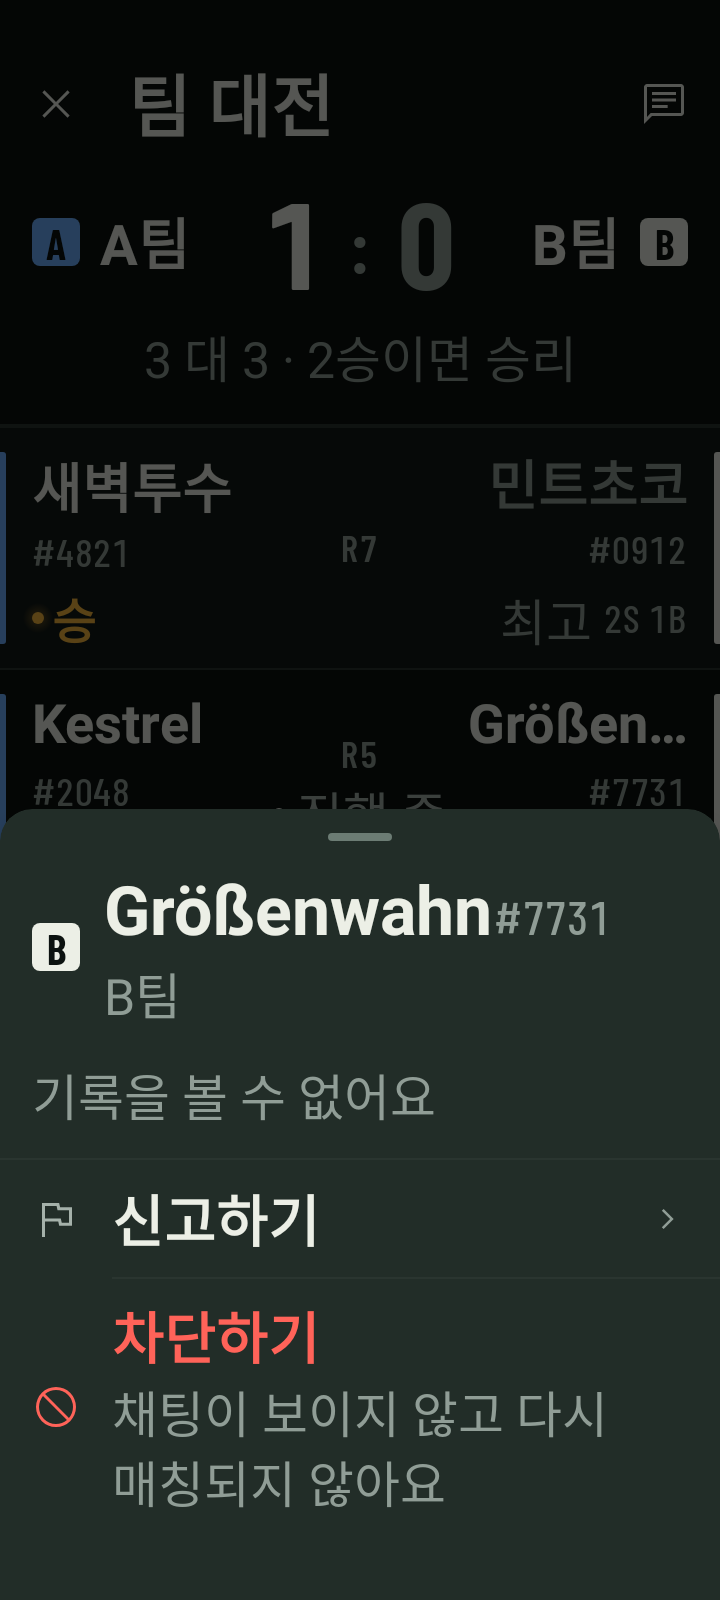 팀 대전
A A팀 1 : 0 B팀 B
3 대 3 · 2승이면 승리
새벽투수 민트초코
#4821 R7 #0912
승 최고 2S 1B
Kestrel Größen…
R5
#2048 #7731
Größenwahn #7731
B
B팀
기록을 볼 수 없어요
신고하기
차단하기
채팅이 보이지 않고 다시
매칭되지 않아요